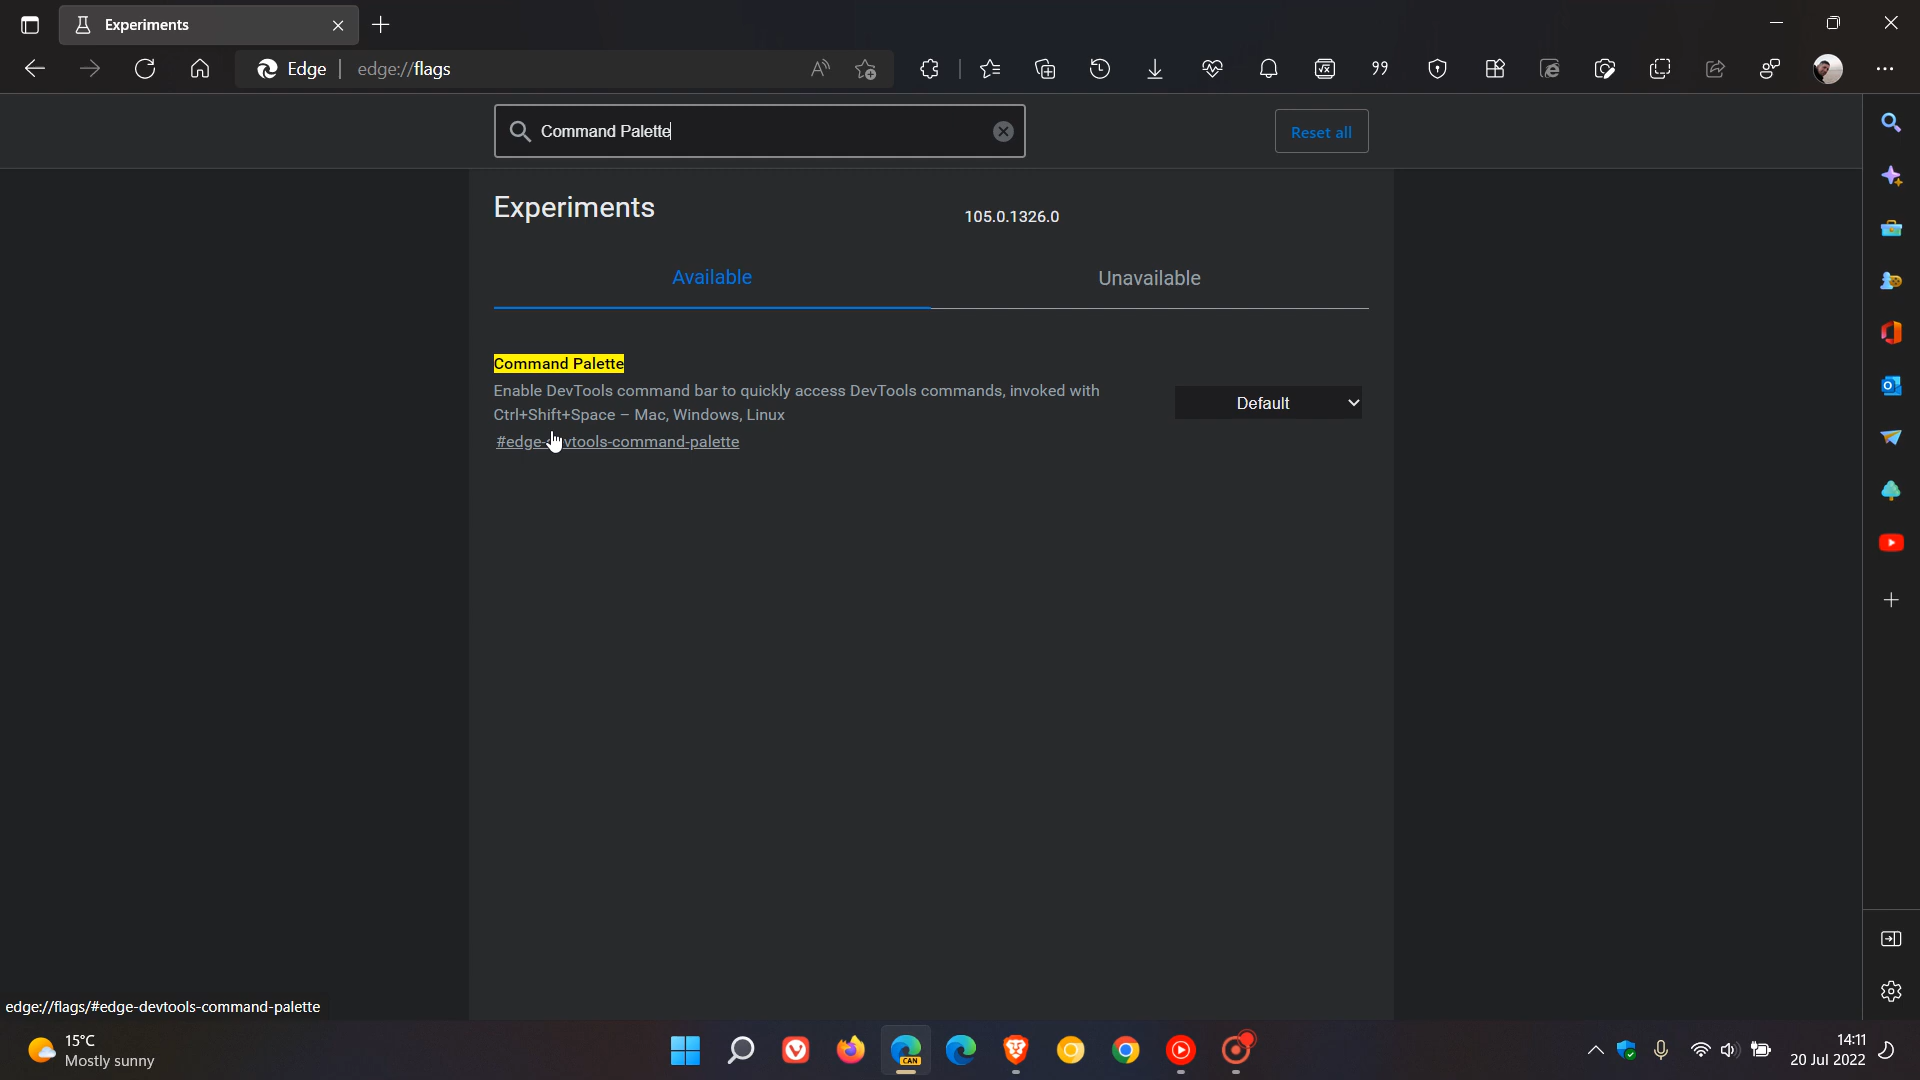 Experiments
Edge
edge://flags
Command Palette
Reset all
Experiments
105.0.1326.0
Available
Unavailable
Command Palette
Enable DevTools command bar to quickly access DevTools commands, invoked with
Ctrl+Shift+Space – Mac, Windows, Linux
Default
#edge- vtools-command-palette
edge://flags/#edge-devtools-command-palette
15°C
Mostly sunny
CAN
14:11
20 Jul 2022